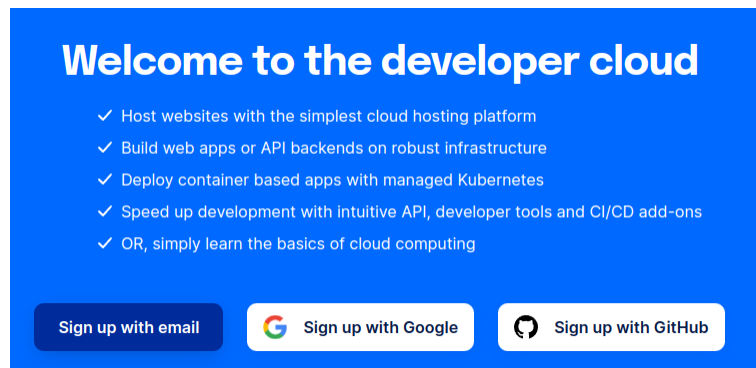 Welcome to the developer cloud
Host websites with the simplest cloud hosting platform
Build web apps or API backends on robust infrastructure
Deploy container based apps with managed Kubernetes
Speed up development with intuitive API, developer tools and CI/CD add-ons
OR, simply learn the basics of cloud computing
Sign up with email
Sign up with Google
Sign up with GitHub